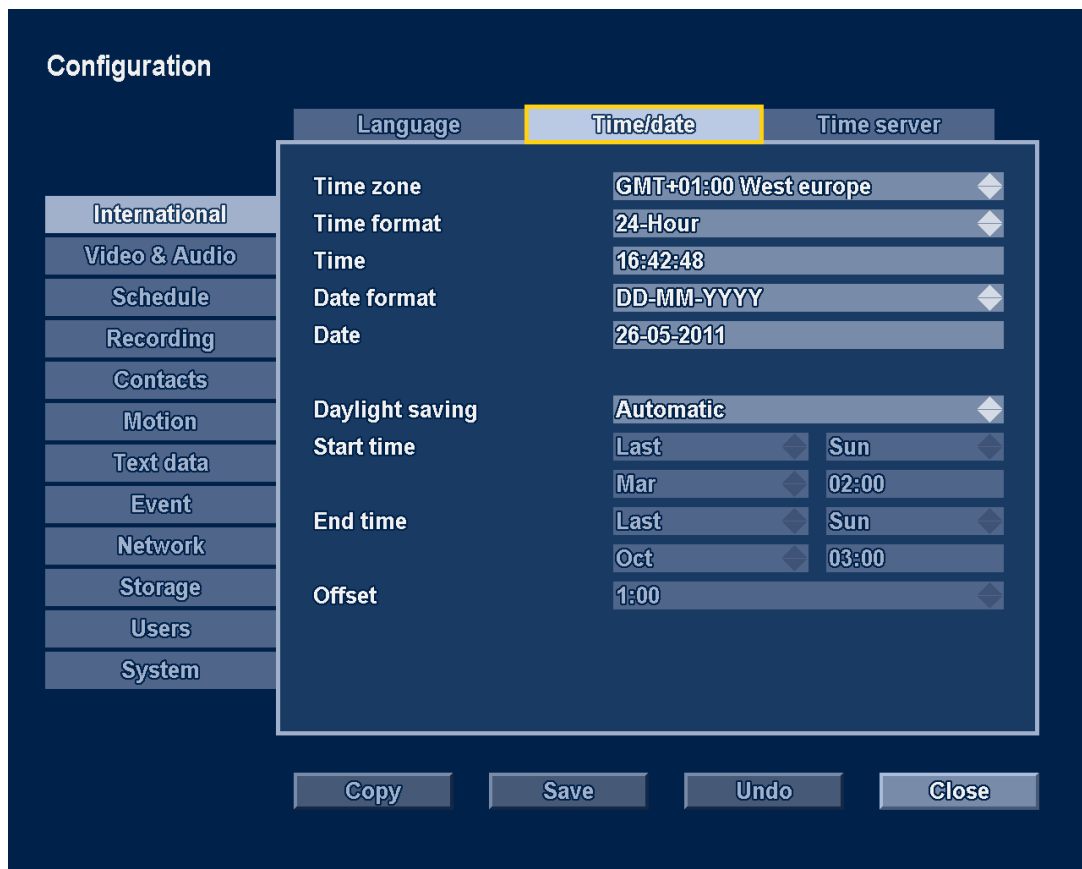 Configuration
Language Time/date Time server
International
Video & Audio
Schedule
Recording
Contacts
Motion
Text data
Event
Network
Storage
Users
System
Time zone GMT+01:00 West europe
Time format 24-Hour
Time 16:42:48
Date format DD-MM-YYYY
Date 26-05-2011
Daylight saving Automatic
Start time Last Sun
Mar 02:00
End time Last Sun
Oct 03:00
Offset 1:00
Copy Save Undo Close